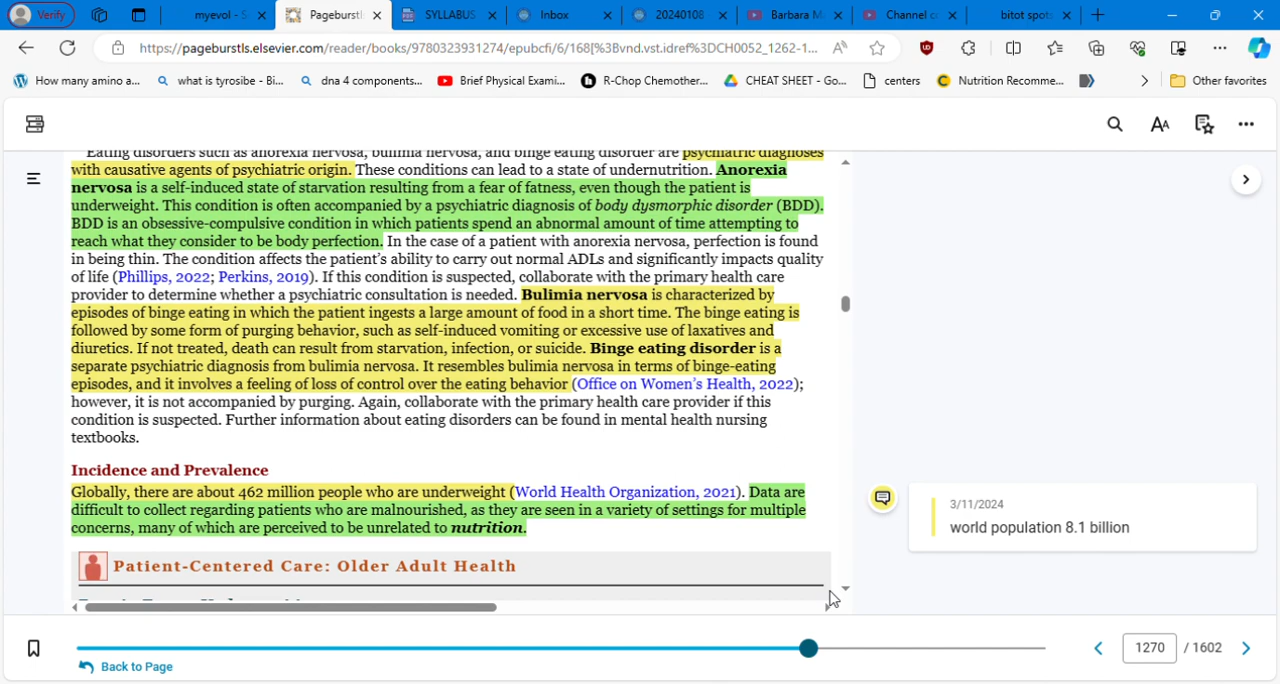 Verify
myevol - S
Pageburst
SYLLABUS
Inbox
20240108
Barbara M
Channel c
bitot spots
https://pageburstls.elsevier.com/reader/books/9780323931274/epubcfi/6/168[%3Bvnd.vst.idref%3DCH0052_1262-1...
How many amino a...
what is tyrosibe - Bi...
dna 4 components...
Brief Physical Exami...
R-Chop Chemother...
CHEAT SHEET - Go...
centers
Nutrition Recomme...
Other favorites
Eating disorders such as anorexia nervosa, bulimia nervosa, and binge eating disorder are psychiatric diagnoses
with causative agents of psychiatric origin. These conditions can lead to a state of undernutrition. Anorexia
nervosa is a self-induced state of starvation resulting from a fear of fatness, even though the patient is
underweight. This condition is often accompanied by a psychiatric diagnosis of body dysmorphic disorder (BDD).
BDD is an obsessive-compulsive condition in which patients spend an abnormal amount of time attempting to
reach what they consider to be body perfection. In the case of a patient with anorexia nervosa, perfection is found
in being thin. The condition affects the patient's ability to carry out normal ADLs and significantly impacts quality
of life (Phillips, 2022; Perkins, 2019). If this condition is suspected, collaborate with the primary health care
provider to determine whether a psychiatric consultation is needed. Bulimia nervosa is characterized by
episodes of binge eating in which the patient ingests a large amount of food in a short time. The binge eating is
followed by some form of purging behavior, such as self-induced vomiting or excessive use of laxatives and
diuretics. If not treated, death can result from starvation, infection, or suicide. Binge eating disorder is a
separate psychiatric diagnosis from bulimia nervosa. It resembles bulimia nervosa in terms of binge-eating
episodes, and it involves a feeling of loss of control over the eating behavior (Office on Women's Health, 2022);
however, it is not accompanied by purging. Again, collaborate with the primary health care provider if this
condition is suspected. Further information about eating disorders can be found in mental health nursing
textbooks.
Incidence and Prevalence
Globally, there are about 462 million people who are underweight (World Health Organization, 2021). Data are
difficult to collect regarding patients who are malnourished, as they are seen in a variety of settings for multiple
concerns, many of which are perceived to be unrelated to nutrition.
3/11/2024
world population 8.1 billion
Patient-Centered Care: Older Adult Health
Back to Page
1270 / 1602